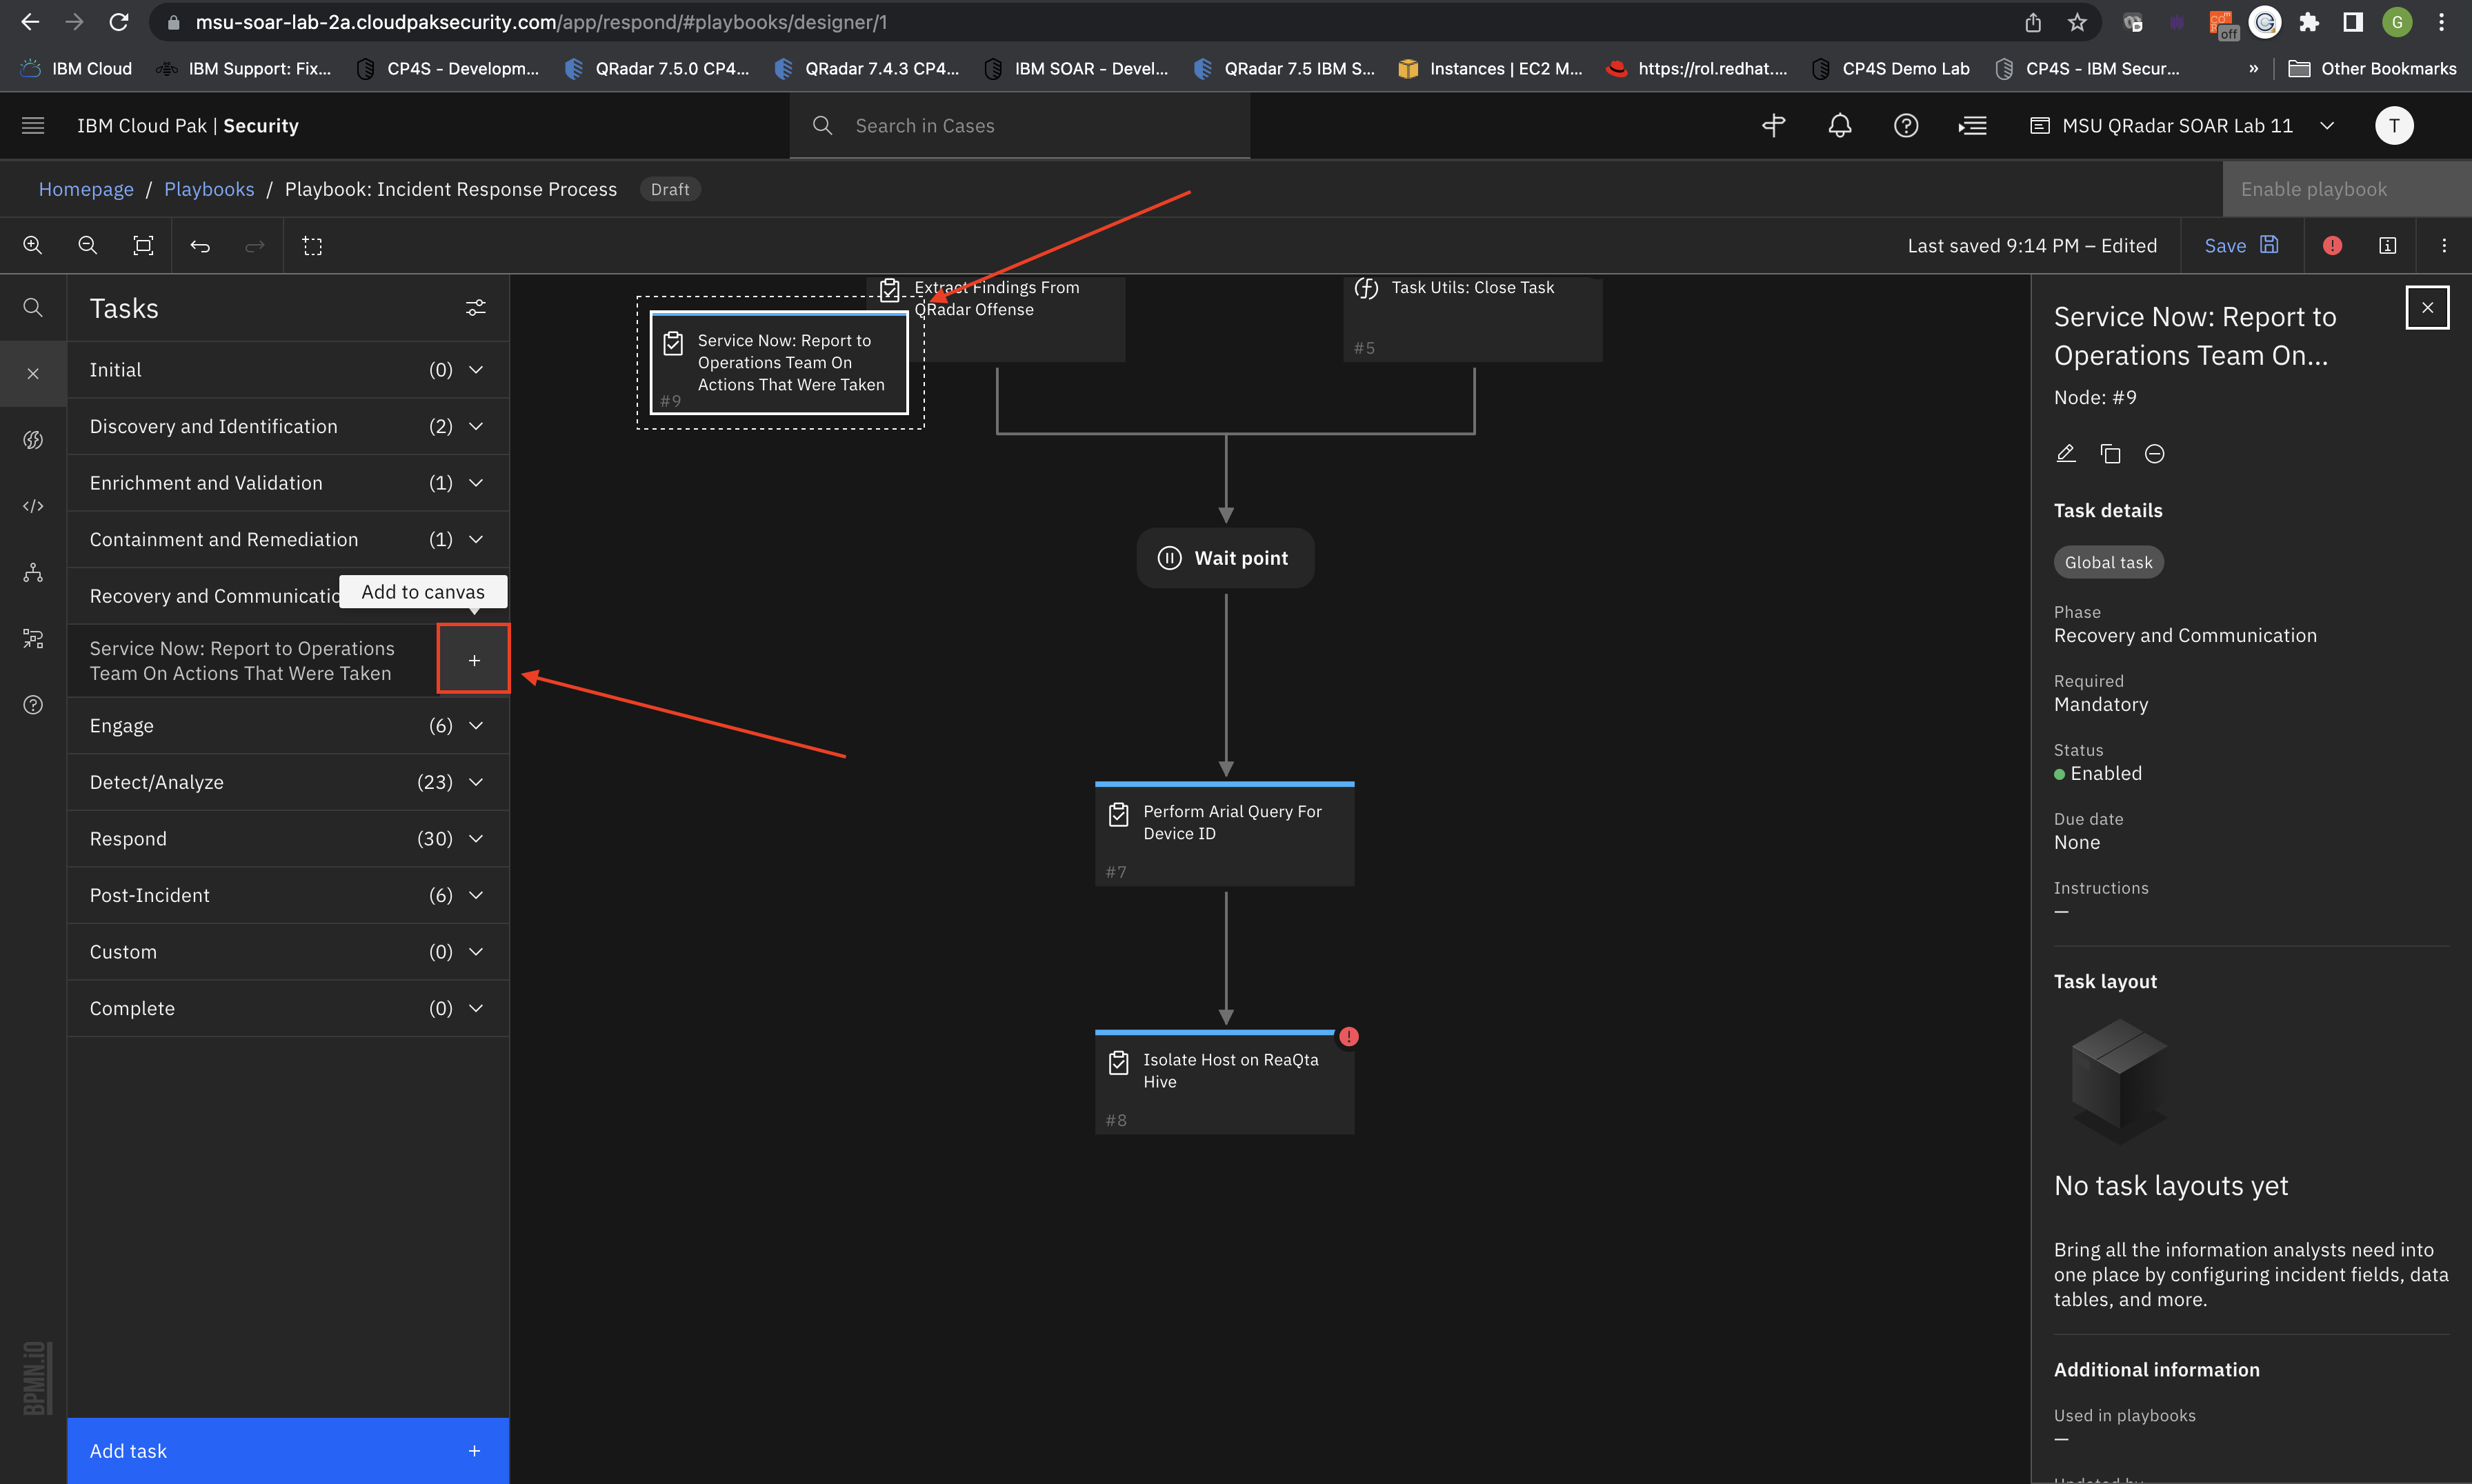 msu-soar-lab-2a.cloudpaksecurity.com/app/respond/#playbooks/designer/1
off
G
IBM Cloud
IBM Support: Fix...
CP4S - Developm...
QRadar 7.5.0 CP4...
QRadar 7.4.3 CP4...
IBM SOAR - Devel...
QRadar 7.5 IBM S...
Instances | EC2 M...
https://rol.redhat....
CP4S Demo Lab
CP4S - IBM Secur...
»
Other Bookmarks
IBM Cloud Pak | Security
Search in Cases
MSU QRadar SOAR Lab 11
T
Homepage / Playbooks / Playbook: Incident Response Process
Draft
Enable playbook
Last saved 9:14 PM – Edited
Save
Tasks
Initial (0)
Discovery and Identification (2)
Enrichment and Validation (1)
Containment and Remediation (1)
Recovery and Communicatio
Add to canvas
Service Now: Report to Operations
Team On Actions That Were Taken
Engage (6)
Detect/Analyze (23)
Respond (30)
Post-Incident (6)
Custom (0)
Complete (0)
BPMN.iO
Add task
Extract Findings From
QRadar Offense
Task Utils: Close Task
#5
Service Now: Report to
Operations Team On
Actions That Were Taken
#9
Wait point
Perform Arial Query For
Device ID
#7
Isolate Host on ReaQta
Hive
#8
Service Now: Report to
Operations Team On...
Node: #9
Task details
Global task
Phase
Recovery and Communication
Required
Mandatory
Status
Enabled
Due date
None
Instructions
—
Task layout
No task layouts yet
Bring all the information analysts need into
one place by configuring incident fields, data
tables, and more.
Additional information
Used in playbooks
—